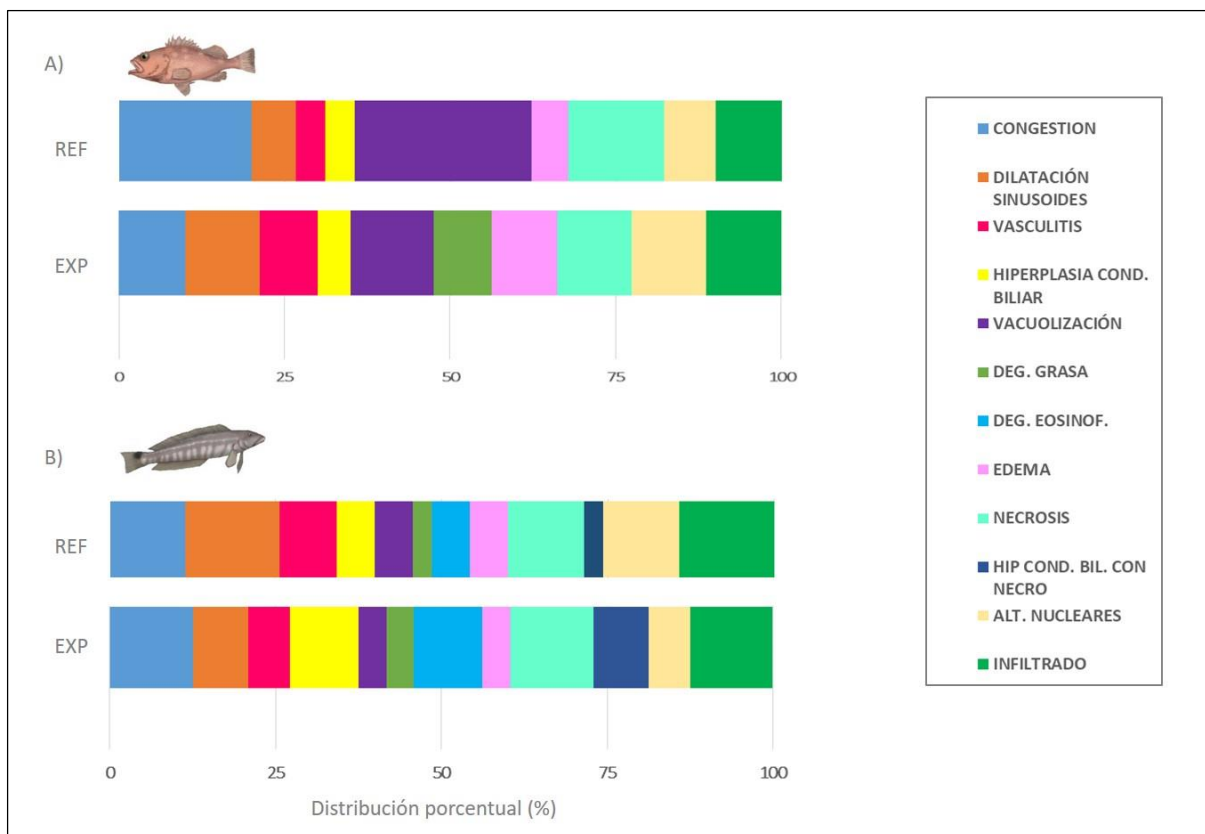 A)
REF
EXP
0 25 50 75 100
B)
REF
EXP
0 25 50 75 100
Distribución porcentual (%)
CONGESTION
DILATACIÓN
SINUSOIDES
VASCULITIS
HIPERPLASIA COND.
BILIAR
VACUOLIZACIÓN
DEG. GRASA
DEG. EOSINOF.
EDEMA
NECROSIS
HIP COND. BIL. CON
NECRO
ALT. NUCLEARES
INFILTRADO